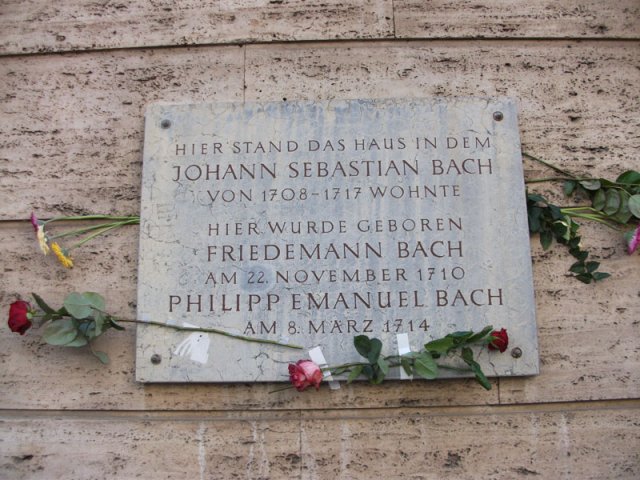 HIER STAND DAS HAUS IN DEM
JOHANN SEBASTIAN BACH
VON 1708-1717 WOHNTE
HIER WURDE GEBOREN
FRIEDEMANN BACH
AM 22. NOVEMBER 1710
PHILIPP EMANUEL BACH
AM 8. MÄRZ 1714